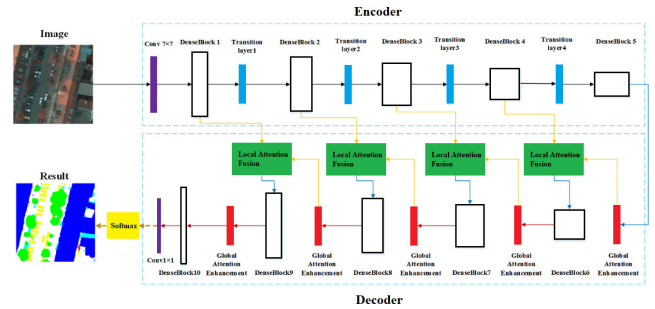 Encoder
Image
Conv 7×7
DenseBlock 1
Transition
layer1
DenseBlock 2
Transition
layer2
DenseBlock 3
Transition
layer3
DenseBlock 4
Transition
layer4
DenseBlock 5
Local Attention
Fusion
Local Attention
Fusion
Local Attention
Fusion
Local Attention
Fusion
Result
Softmax
Conv1×1
DenseBlock10
Global
Attention
Enhancement
DenseBlock9
Global
Attention
Enhancement
DenseBlock8
Global
Attention
Enhancement
DenseBlock7
Global
Attention
Enhancement
DenseBlock6
Global
Attention
Enhancement
Decoder